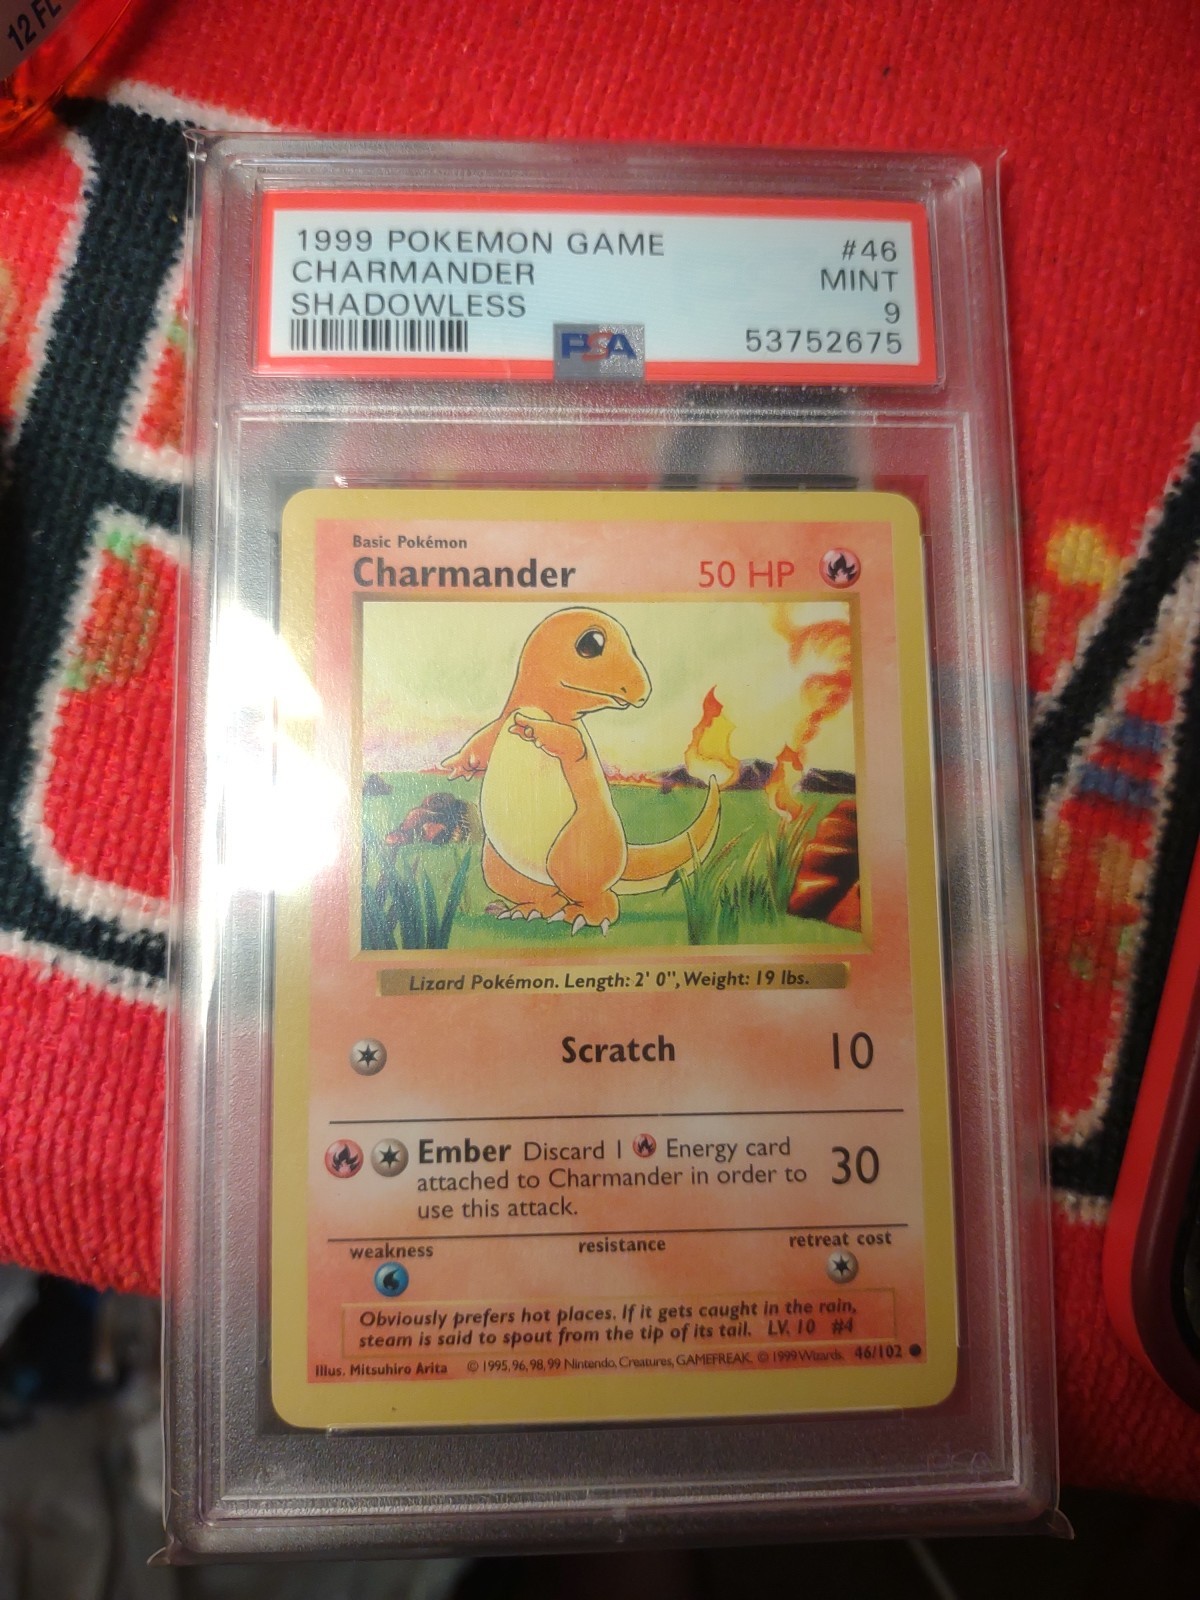 12 FL
1999 POKEMON GAME #46
CHARMANDER MINT
SHADOWLESS 9
PSA 53752675
Basic Pokémon
Charmander 50 HP
Lizard Pokémon. Length: 2' 0", Weight: 19 lbs.
Scratch 10
Ember Discard 1 Energy card
attached to Charmander in order to
use this attack.
30
weakness resistance retreat cost
Obviously prefers hot places. If it gets caught in the rain,
steam is said to spout from the tip of its tail. LV. 10 #4
Illus. Mitsuhiro Arita © 1995, 96, 98, 99 Nintendo, Creatures, GAMEFREAK. © 1999 Wizards. 46/102